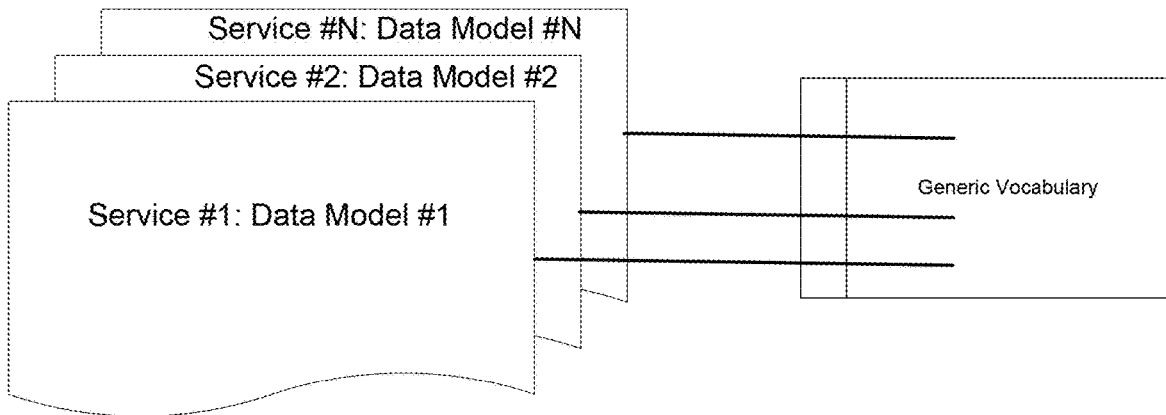 Service #N: Data Model #N
Service #2: Data Model #2
Service #1: Data Model #1
Generic Vocabulary